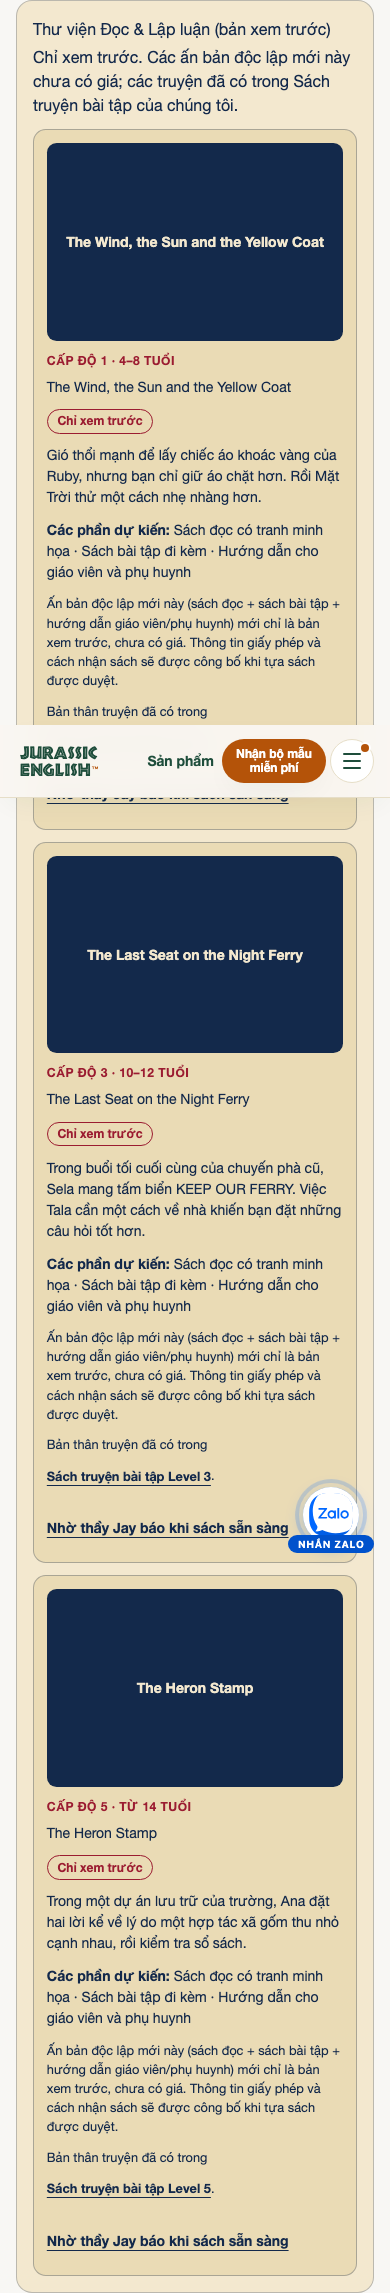 Thư viện Đọc & Lập luận (bản xem trước)
Chỉ xem trước. Các ấn bản độc lập mới này
chưa có giá; các truyện đã có trong Sách
truyện bài tập của chúng tôi.
The Wind, the Sun and the Yellow Coat
CẤP ĐỘ 1 · 4–8 TUỔI
The Wind, the Sun and the Yellow Coat
Chỉ xem trước
Gió thổi mạnh để lấy chiếc áo khoác vàng của
Ruby, nhưng bạn chỉ giữ áo chặt hơn. Rồi Mặt
Trời thử một cách nhẹ nhàng hơn.
Các phần dự kiến: Sách đọc có tranh minh
họa · Sách bài tập đi kèm · Hướng dẫn cho
giáo viên và phụ huynh
Ấn bản độc lập mới này (sách đọc + sách bài tập +
hướng dẫn giáo viên/phụ huynh) mới chỉ là bản
xem trước, chưa có giá. Thông tin giấy phép và
cách nhận sách sẽ được công bố khi tựa sách
được duyệt.
Bản thân truyện đã có trong
JURASSIC
ENGLISH™
Sản phẩm
Nhận bộ mẫu
miễn phí
Nhờ thầy Jay báo khi sách sẵn sàng
The Last Seat on the Night Ferry
CẤP ĐỘ 3 · 10–12 TUỔI
The Last Seat on the Night Ferry
Chỉ xem trước
Trong buổi tối cuối cùng của chuyến phà cũ,
Sela mang tấm biển KEEP OUR FERRY. Việc
Tala cần một cách về nhà khiến bạn đặt những
câu hỏi tốt hơn.
Các phần dự kiến: Sách đọc có tranh minh
họa · Sách bài tập đi kèm · Hướng dẫn cho
giáo viên và phụ huynh
Ấn bản độc lập mới này (sách đọc + sách bài tập +
hướng dẫn giáo viên/phụ huynh) mới chỉ là bản
xem trước, chưa có giá. Thông tin giấy phép và
cách nhận sách sẽ được công bố khi tựa sách
được duyệt.
Bản thân truyện đã có trong
Sách truyện bài tập Level 3.
Nhờ thầy Jay báo khi sách sẵn sàng
Zalo
NHẮN ZALO
The Heron Stamp
CẤP ĐỘ 5 · TỪ 14 TUỔI
The Heron Stamp
Chỉ xem trước
Trong một dự án lưu trữ của trường, Ana đặt
hai lời kể về lý do một hợp tác xã gốm thu nhỏ
cạnh nhau, rồi kiểm tra sổ sách.
Các phần dự kiến: Sách đọc có tranh minh
họa · Sách bài tập đi kèm · Hướng dẫn cho
giáo viên và phụ huynh
Ấn bản độc lập mới này (sách đọc + sách bài tập +
hướng dẫn giáo viên/phụ huynh) mới chỉ là bản
xem trước, chưa có giá. Thông tin giấy phép và
cách nhận sách sẽ được công bố khi tựa sách
được duyệt.
Bản thân truyện đã có trong
Sách truyện bài tập Level 5.
Nhờ thầy Jay báo khi sách sẵn sàng